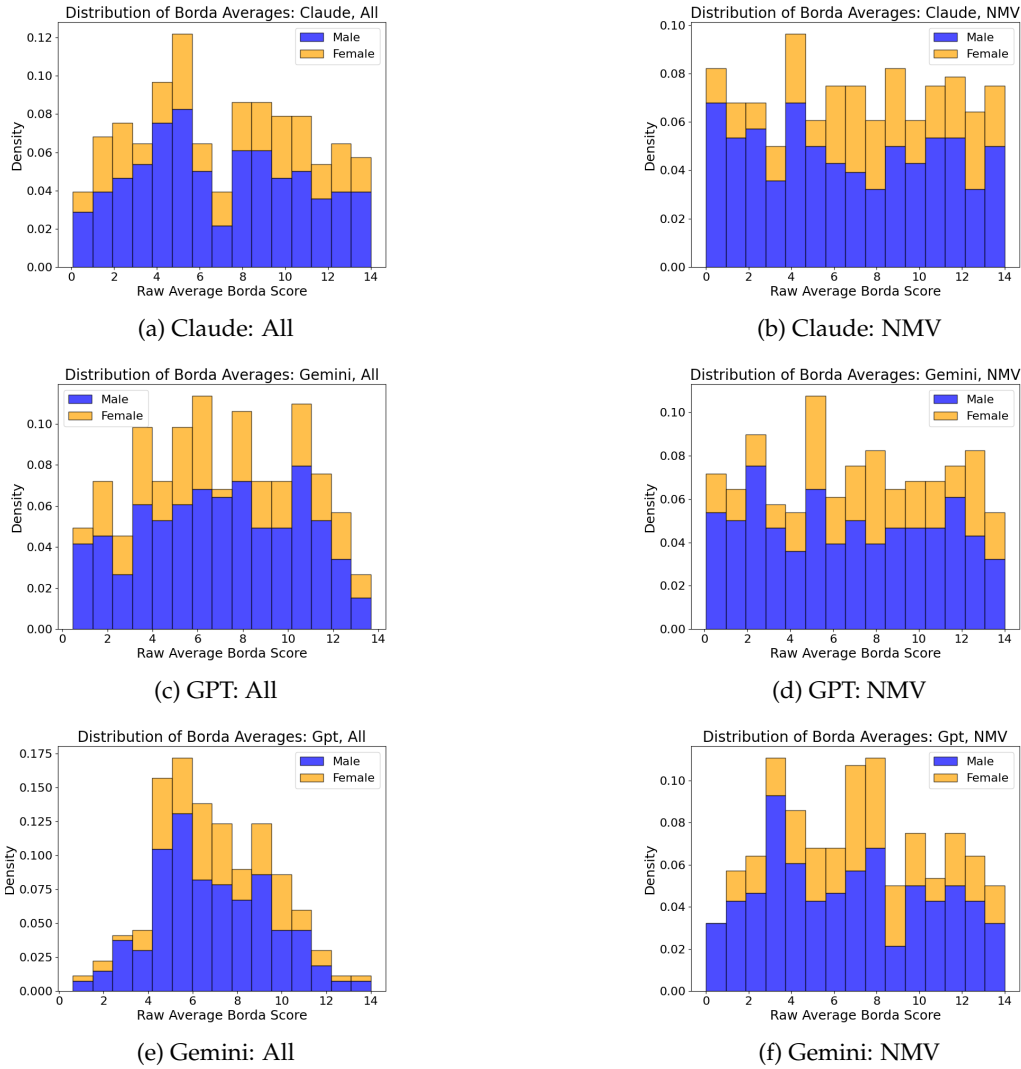 Distribution of Borda Averages: Claude, All
Male
Female
0.12
0.10
0.08
0.06
0.04
0.02
0.00
Density
0 2 4 6 8 10 12 14
Raw Average Borda Score
(a) Claude: All
Distribution of Borda Averages: Claude, NMV
Male
Female
0.10
0.08
0.06
0.04
0.02
0.00
Density
0 2 4 6 8 10 12 14
Raw Average Borda Score
(b) Claude: NMV
Distribution of Borda Averages: Gemini, All
Male
Female
0.10
0.08
0.06
0.04
0.02
0.00
Density
0 2 4 6 8 10 12 14
Raw Average Borda Score
(c) GPT: All
Distribution of Borda Averages: Gemini, NMV
Male
Female
0.10
0.08
0.06
0.04
0.02
0.00
Density
0 2 4 6 8 10 12 14
Raw Average Borda Score
(d) GPT: NMV
Distribution of Borda Averages: Gpt, All
Male
Female
0.175
0.150
0.125
0.100
0.075
0.050
0.025
0.000
Density
0 2 4 6 8 10 12 14
Raw Average Borda Score
(e) Gemini: All
Distribution of Borda Averages: Gpt, NMV
Male
Female
0.10
0.08
0.06
0.04
0.02
0.00
Density
0 2 4 6 8 10 12 14
Raw Average Borda Score
(f) Gemini: NMV